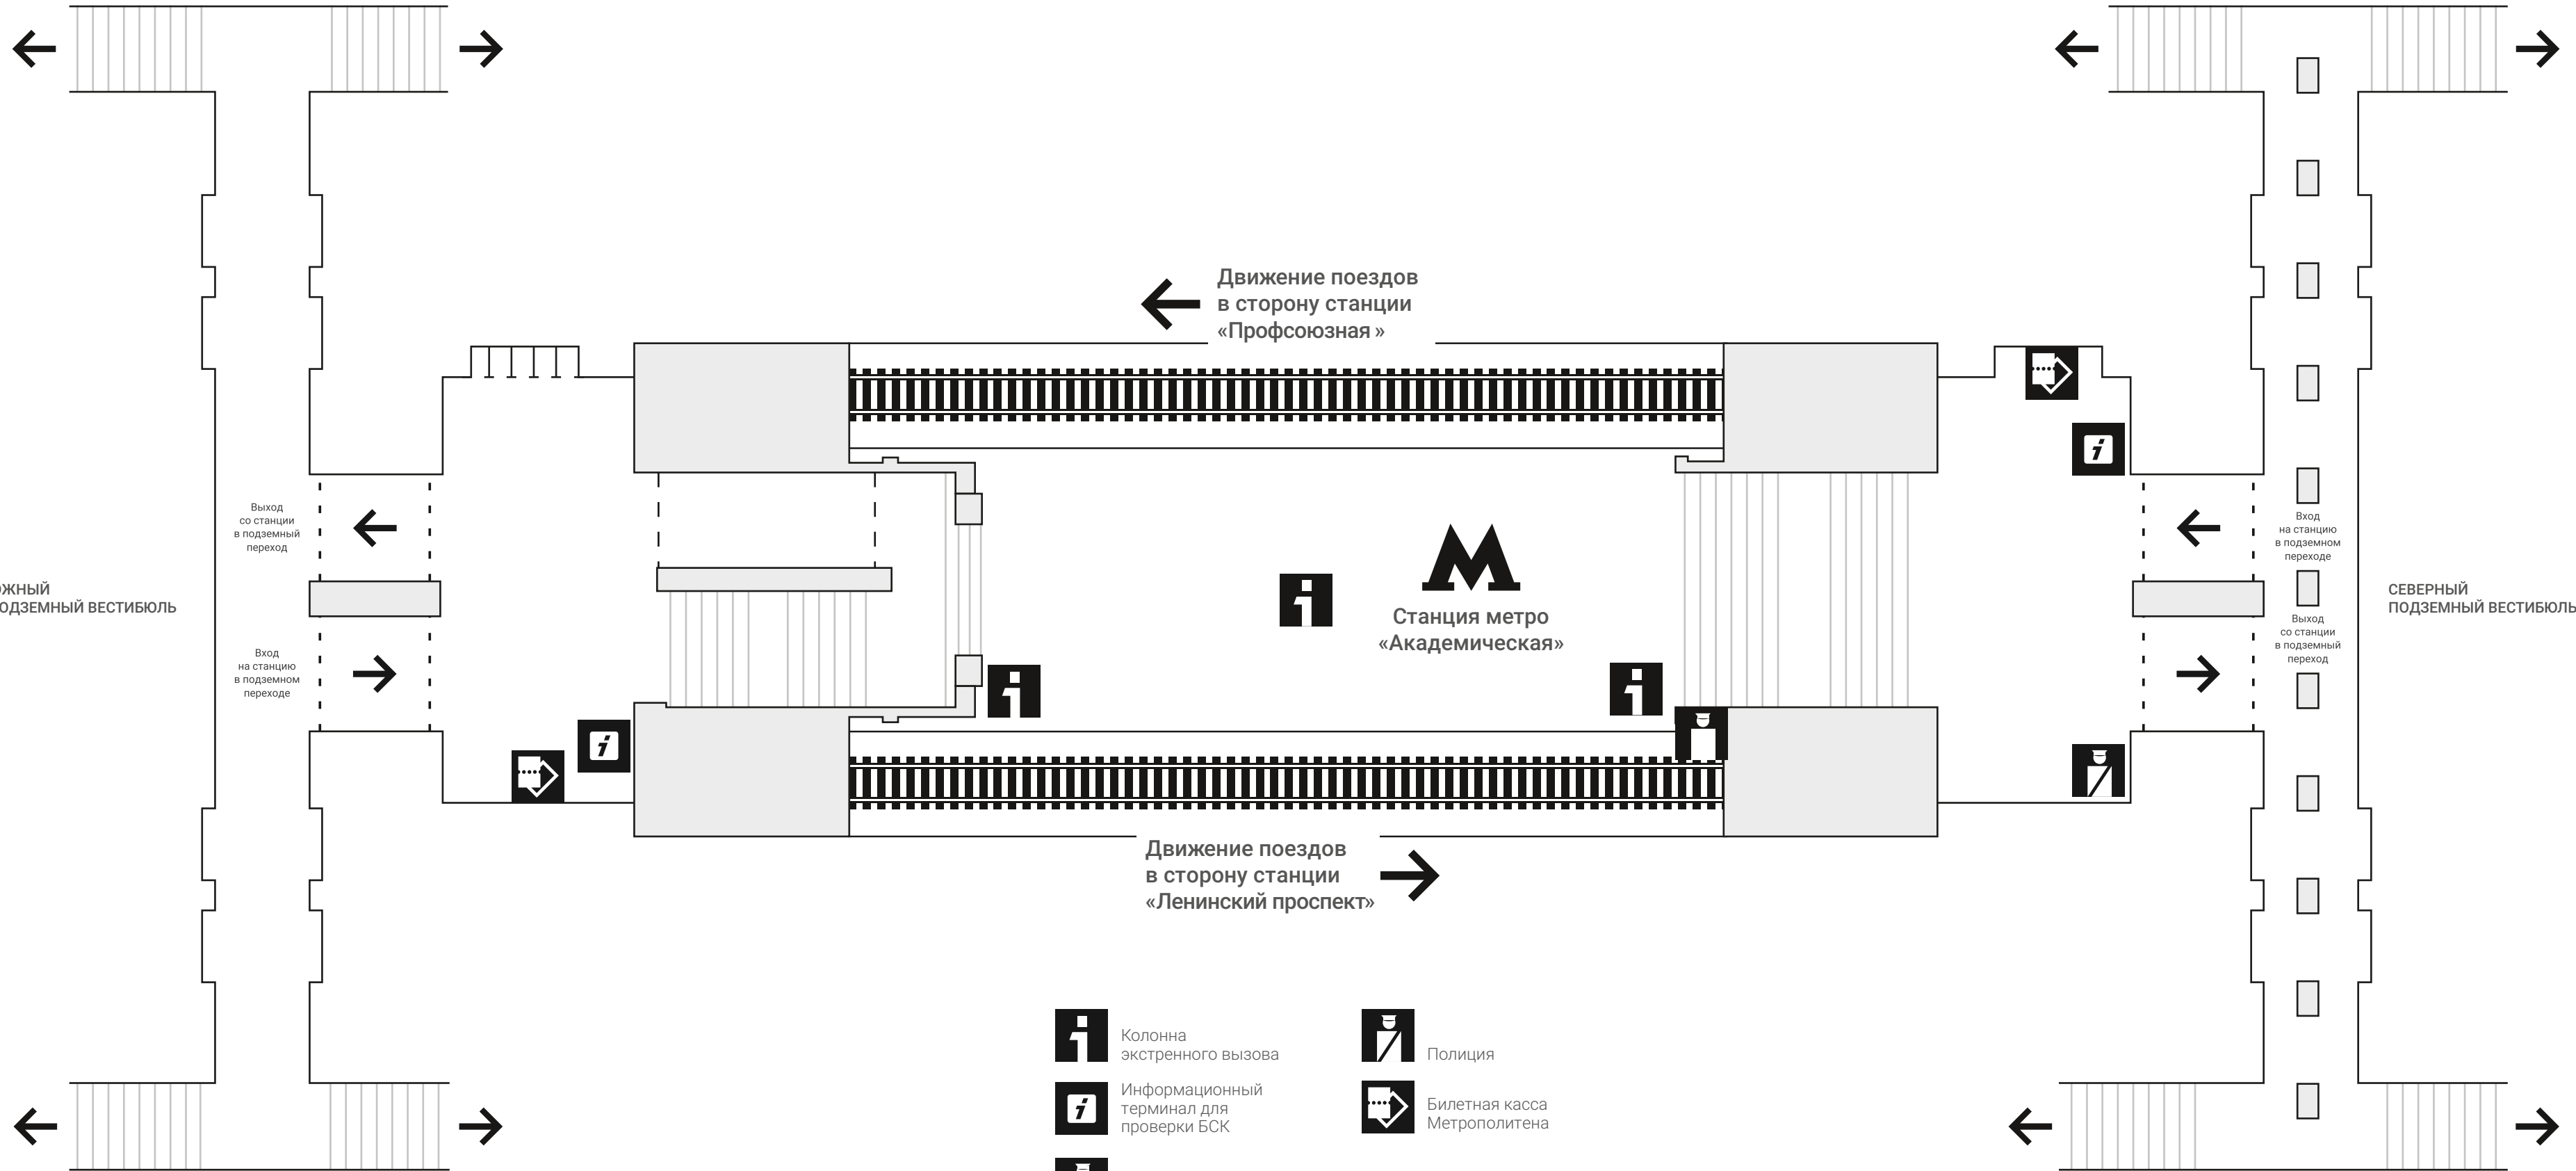 Движение поездов
в сторону станции
«Профсоюзная »
Выход
со станции
в подземный
переход
Вход
на станцию
в подземном
переходе
ЖНЫЙ
ОДЗЕМНЫЙ ВЕСТИБЮЛЬ
Вход
на станцию
в подземном
переходе
Выход
со станции
в подземный
переход
СЕВЕРНЫЙ
ПОДЗЕМНЫЙ ВЕСТИБЮЛЬ
Станция метро
«Академическая»
Движение поездов
в сторону станции
«Ленинский проспект»
Колонна
экстренного вызова
Информационный
терминал для
проверки БСК
Полиция
Билетная касса
Метрополитена